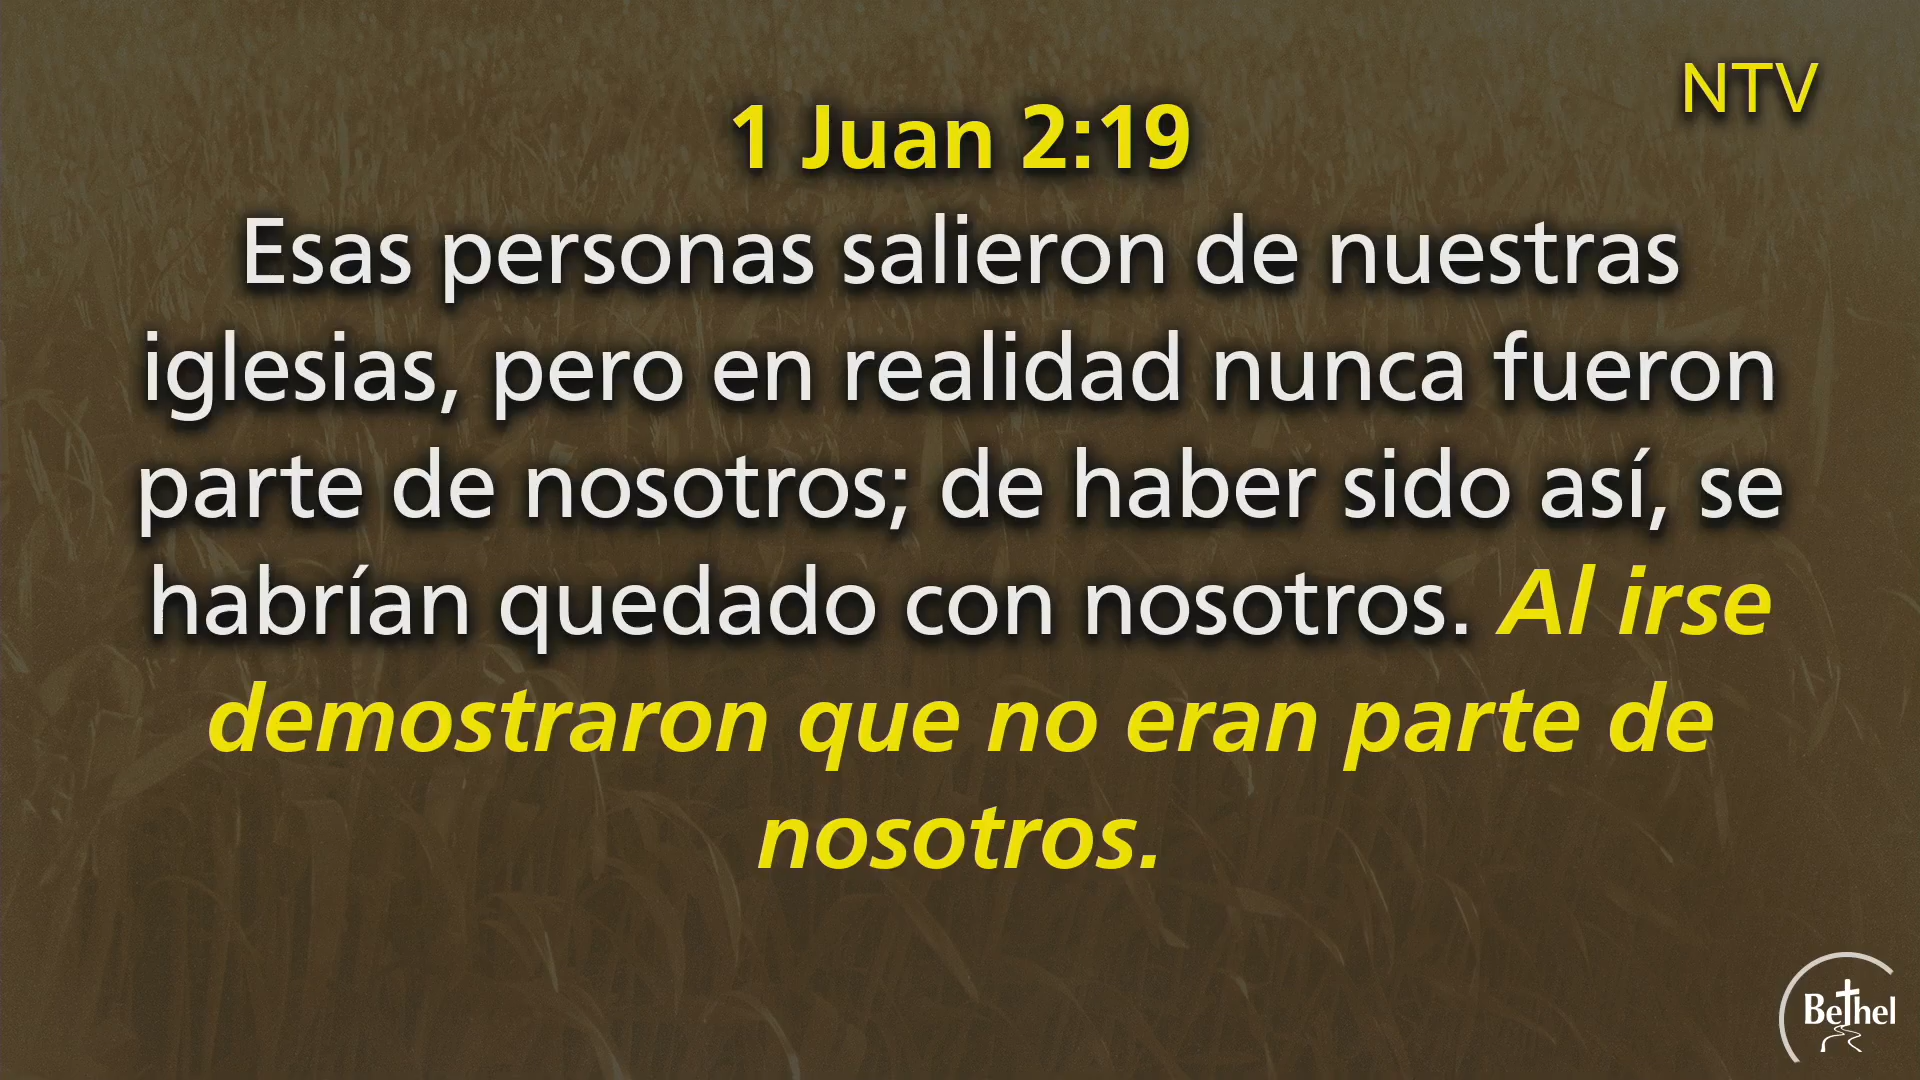 NTV
1 Juan 2:19
Esas personas salieron de nuestras
iglesias, pero en realidad nunca fueron
parte de nosotros; de haber sido así, se
habrían quedado con nosotros. Al irse
demostraron que no eran parte de
nosotros.
Bethel